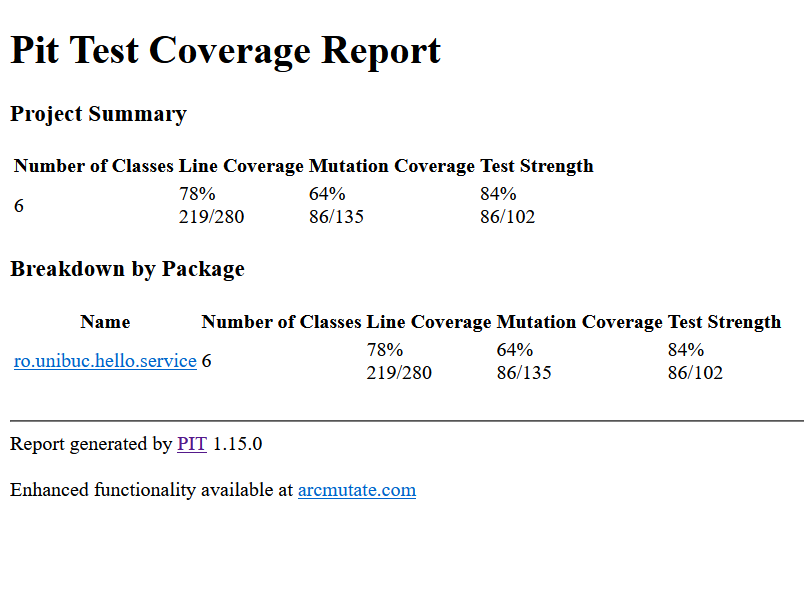 Pit Test Coverage Report
Project Summary
Number of Classes Line Coverage Mutation Coverage Test Strength
6 78% 64% 84%
219/280 86/135 86/102
Breakdown by Package
Name Number of Classes Line Coverage Mutation Coverage Test Strength
ro.unibuc.hello.service 6 78% 64% 84%
219/280 86/135 86/102
Report generated by PIT 1.15.0
Enhanced functionality available at arcmutate.com